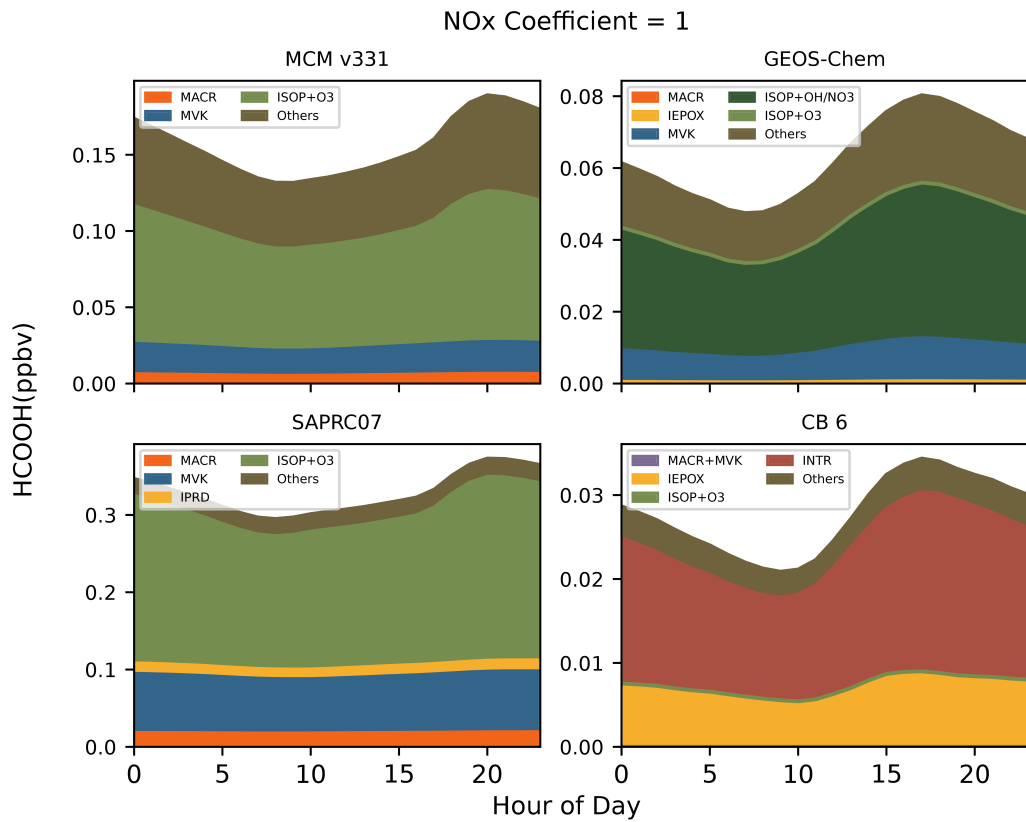 NOx Coefficient = 1
MCM v331
GEOS-Chem
MACR
ISOP+O3
MVK
Others
0.15
0.10
0.05
0.00
MACR
ISOP+OH/NO3
IEPOX
ISOP+O3
MVK
Others
0.08
0.06
0.04
0.02
0.00
HCOOH(ppbv)
SAPRC07
CB 6
MACR
ISOP+O3
MVK
Others
IPRD
0.3
0.2
0.1
0.0
0 5 10 15 20
MACR+MVK
INTR
IEPOX
Others
ISOP+O3
0.03
0.02
0.01
0.00
0 5 10 15 20
Hour of Day